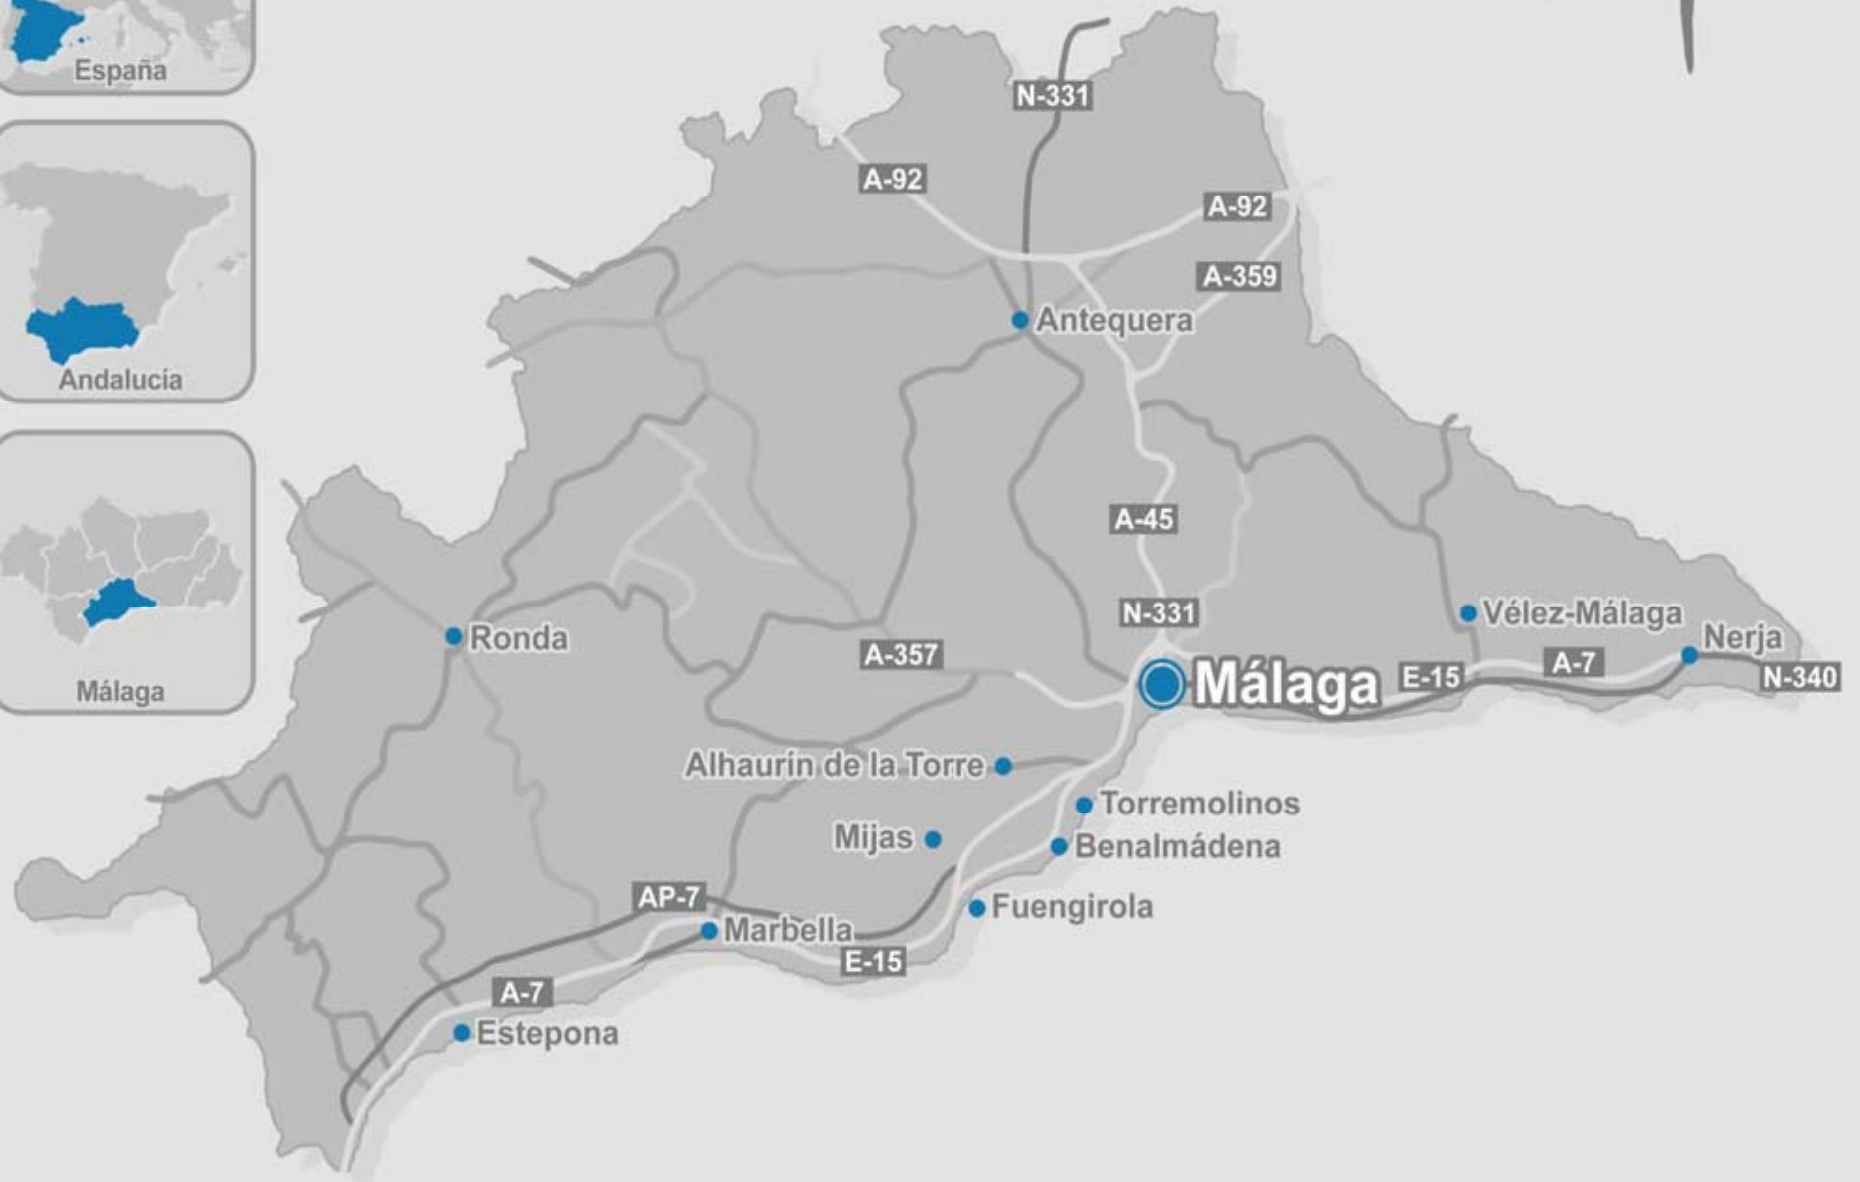 España
Andalucía
Málaga
N-331
A-92
A-92
A-359
Antequera
A-45
N-331
Vélez-Málaga
Ronda
A-357
Nerja
Málaga
E-15
A-7
N-340
Alhaurín de la Torre
Torremolinos
Mijas
Benalmádena
AP-7
Fuengirola
Marbella
E-15
A-7
Estepona